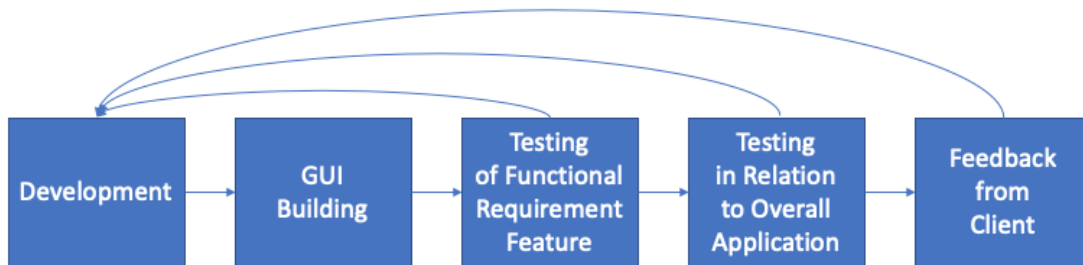 Development
GUI
Building
Testing
of Functional
Requirement
Feature
Testing
in Relation
to Overall
Application
Feedback
from
Client